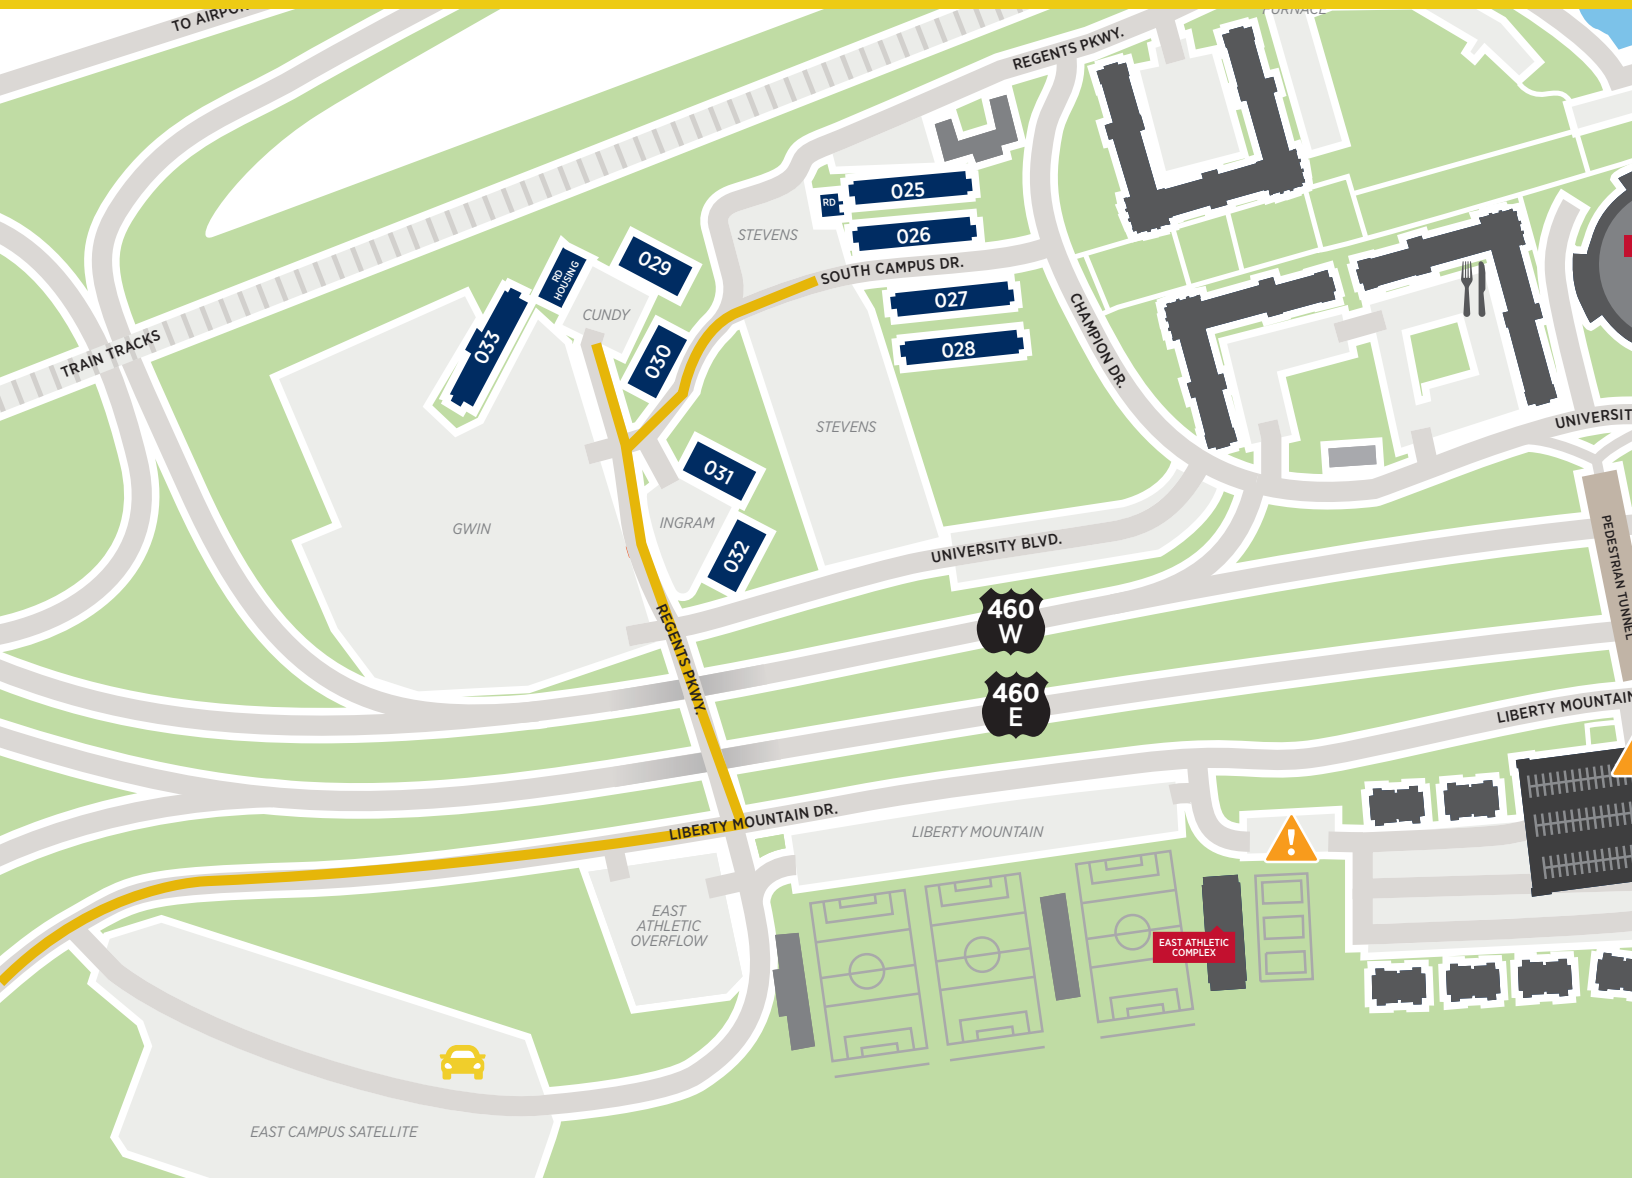 TO AIRPOR
FURNACE
REGENTS PKWY.
025
RD
026
STEVENS
SOUTH CAMPUS DR.
029
RD
HOUSING
CUNDY
027
033
030
028
CHAMPION DR.
TRAIN TRACKS
STEVENS
UNIVERSIT
031
INGRAM
GWIN
032
UNIVERSITY BLVD.
PEDESTRIAN TUNNEL
460
W
REGENTS PKWY.
460
E
LIBERTY MOUNTAIN
LIBERTY MOUNTAIN DR.
LIBERTY MOUNTAIN
!
EAST
ATHLETIC
OVERFLOW
EAST ATHLETIC
COMPLEX
EAST CAMPUS SATELLITE